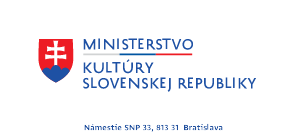 MINISTERSTVO
KULTÚRY
SLOVENSKEJ REPUBLIKY
Námestie SNP 33, 813 31 Bratislava